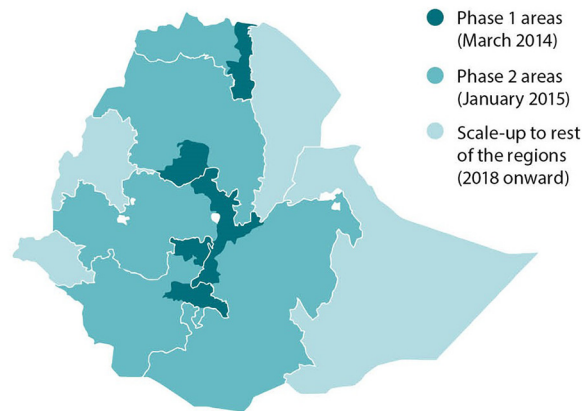 Phase 1 areas
(March 2014)
Phase 2 areas
(January 2015)
Scale-up to rest
of the regions
(2018 onward)